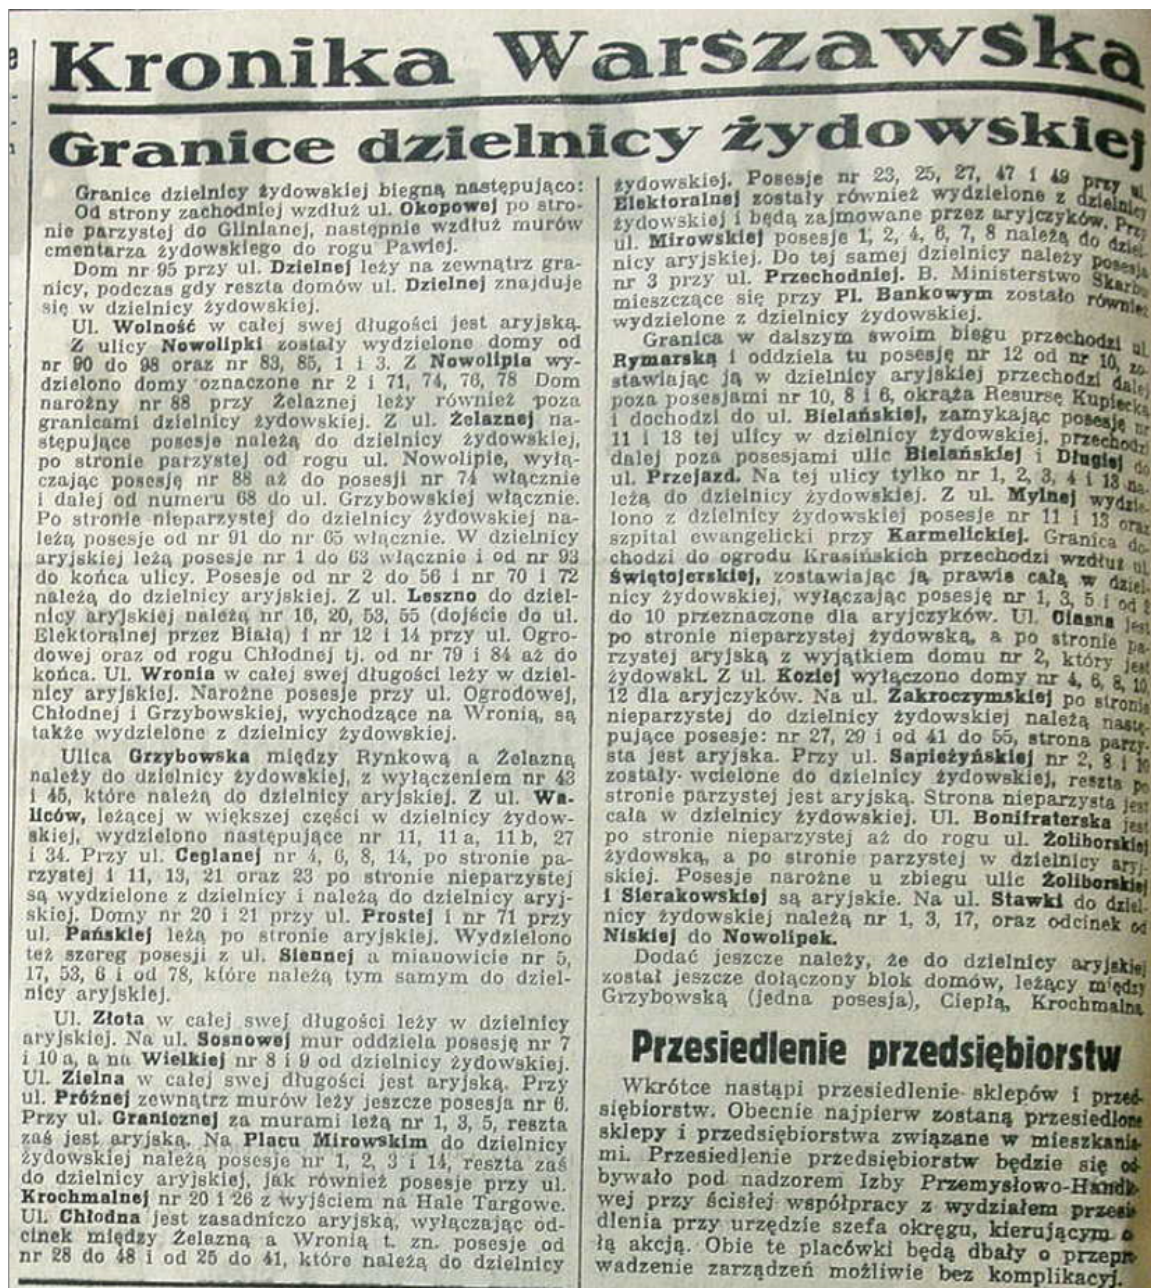 Kronika Warszawska
Granice dzielnicy żydowskiej
Granice dzielnicy żydowskiej biegną następująco:
Od strony zachodniej wzdłuż ul. Okopowej po stro-
nie parzystej do Glinianej, następnie wzdłuż murów
cmentarza żydowskiego do rogu Pawiej.
Dom nr 95 przy ul. Dzielnej leży na zewnątrz gra-
nicy, podczas gdy reszta domów ul. Dzielnej znajduje
się w dzielnicy żydowskiej.
Ul. Wolność w całej swej długości jest aryjską.
Z ulicy Nowolipki zostały wydzielone domy od
nr 90 do 98 oraz nr 83, 85, 1 i 3. Z Nowolipia wy-
dzielono domy oznaczone nr 2 i 71, 74, 76, 78 Dom
narożny nr 88 przy Żelaznej leży również poza
granicami dzielnicy żydowskiej. Z ul. Żelaznej na-
stępujące posesje należą do dzielnicy żydowskiej,
po stronie parzystej od rogu ul. Nowolipie, wyłą-
czając posesję nr 88 aż do posesji nr 74 włącznie
i dalej od numeru 68 do ul. Grzybowskiej włącznie.
Po stronie nieparzystej do dzielnicy żydowskiej na-
leżą posesje od nr 91 do nr 65 włącznie. W dzielnicy
aryjskiej leżą posesje nr 1 do 63 włącznie i od nr 93
do końca ulicy. Posesje od nr 2 do 56 i nr 70 i 72
należą do dzielnicy aryjskiej. Z ul. Leszno do dziel-
nicy aryjskiej należą nr 16, 20, 53, 55 (dojście do ul.
Elektoralnej przez Białą) i nr 12 i 14 przy ul. Ogro-
dowej oraz od rogu Chłodnej tj. od nr 79 i 84 aż do
końca. Ul. Wronia w całej swej długości leży w dziel-
nicy aryjskiej. Narożne posesje przy ul. Ogrodowej,
Chłodnej i Grzybowskiej, wychodzące na Wronią, są
także wydzielone z dzielnicy żydowskiej.
Ulica Grzybowska między Rynkową a Żelazną
należy do dzielnicy żydowskiej, z wyłączeniem nr 43
i 45, które należą do dzielnicy aryjskiej. Z ul. Wa-
liców, leżącej w większej części w dzielnicy żydow-
skiej, wydzielono następujące nr 11, 11a, 11b, 27
i 34. Przy ul. Ceglanej nr 4, 6, 8, 14, po stronie pa-
rzystej i 11, 13, 21 oraz 23 po stronie nieparzystej
są wydzielone z dzielnicy i należą do dzielnicy aryj-
skiej. Domy nr 20 i 21 przy ul. Prostej i nr 71 przy
ul. Pańskiej leżą po stronie aryjskiej. Wydzielono
też szereg posesji z ul. Siennej a mianowicie nr 5,
17, 53, 6 i od 78, które należą tym samym do dziel-
nicy aryjskiej.
Ul. Złota w całej swej długości leży w dzielnicy
aryjskiej. Na ul. Sosnowej mur oddziela posesję nr 7
i 10a, a na Wielkiej nr 8 i 9 od dzielnicy żydowskiej.
Ul. Zielna w całej swej długości jest aryjską. Przy
ul. Próżnej zewnątrz murów leży jeszcze posesja nr 6.
Przy ul. Granicznej za murami leżą nr 1, 3, 5, reszta
zaś jest aryjską. Na Placu Mirowskim do dzielnicy
żydowskiej należą posesje nr 1, 2, 3 i 14, reszta zaś
do dzielnicy aryjskiej, jak również posesje przy ul.
Krochmalnej nr 20 i 26 z wyjściem na Hale Targowe.
Ul. Chłodna jest zasadniczo aryjską, wyłączając od-
cinek między Żelazną a Wronią t. zn. posesje od
nr 28 do 48 i od 25 do 41, które należą do dzielnicy
żydowskiej. Posesje nr 23, 25, 27, 47 i 49 przy ul.
Elektoralnej zostały również wydzielone z dzielnicy
żydowskiej i będą zajmowane przez aryjczyków. Przy
ul. Mirowskiej posesje 1, 2, 4, 6, 7, 8 należą do dziel-
nicy aryjskiej. Do tej samej dzielnicy należy posesja
nr 3 przy ul. Przechodniej. B. Ministerstwo Skarbu
mieszczące się przy Pl. Bankowym zostało również
wydzielone z dzielnicy żydowskiej.
Granica w dalszym swoim biegu przechodzi ul.
Rymarską i oddziela tu posesję nr 12 od nr 10, zo-
stawiając ją w dzielnicy aryjskiej przechodzi dalej
poza posesjami nr 10, 8 i 6, okrąża Resursę Kupiecką
i dochodzi do ul. Bielańskiej, zamykając posesję nr
11 i 13 tej ulicy w dzielnicy żydowskiej, przechodzi
dalej poza posesjami ulic Bielańskiej i Długiej do
ul. Przejazd. Na tej ulicy tylko nr 1, 2, 3, 4 i 13 na-
leżą do dzielnicy żydowskiej. Z ul. Mylnej wydzie-
lono z dzielnicy żydowskiej posesje nr 11 i 13 oraz
szpital ewangelicki przy Karmelickiej. Granica do-
chodzi do ogrodu Krasińskich przechodzi wzdłuż ul.
Świętojerskiej, zostawiając ją prawie całą w dziel-
nicy żydowskiej, wyłączając posesję nr 1, 3, 5 i od
do 10 przeznaczone dla aryjczyków. Ul. Ciasna jest
po stronie nieparzystej żydowską, a po stronie pa-
rzystej aryjską z wyjątkiem domu nr 2, który jest
żydowski. Z ul. Koziej wyłączono domy nr 4, 6, 8, 10,
12 dla aryjczyków. Na ul. Zakroczymskiej po stronie
nieparzystej do dzielnicy żydowskiej należą nastę-
pujące posesje: nr 27, 29 i od 41 do 55, strona parzy-
sta jest aryjska. Przy ul. Sapieżyńskiej nr 2, 8 i 10
zostały wcielone do dzielnicy żydowskiej, reszta po
stronie parzystej jest aryjską. Strona nieparzysta jest
cała w dzielnicy żydowskiej. Ul. Bonifraterska jest
po stronie nieparzystej aż do rogu ul. Żoliborskiej
żydowską, a po stronie parzystej w dzielnicy aryj-
skiej. Posesje narożne u zbiegu ulic Żoliborskiej
i Sierakowskiej są aryjskie. Na ul. Stawki do dziel-
nicy żydowskiej należą nr 1, 3, 17, oraz odcinek od
Niskiej do Nowolipek.
Dodać jeszcze należy, że do dzielnicy aryjskiej
został jeszcze dołączony blok domów, leżący między
Grzybowską (jedna posesja), Ciepłą, Krochmalną
Przesiedlenie przedsiębiorstw
Wkrótce nastąpi przesiedlenie sklepów i przed-
siębiorstw. Obecnie najpierw zostaną przesiedlone
sklepy i przedsiębiorstwa związane w mieszkania-
mi. Przesiedlenie przedsiębiorstw będzie się od-
bywało pod nadzorem Izby Przemysłowo-Handlo-
wej przy ścisłej współpracy z wydziałem przesie-
dlenia przy urzędzie szefa okręgu, kierującym
łą akcją. Obie te placówki będą dbały o przepro-
wadzenie zarządzeń możliwie bez komplikacyj.